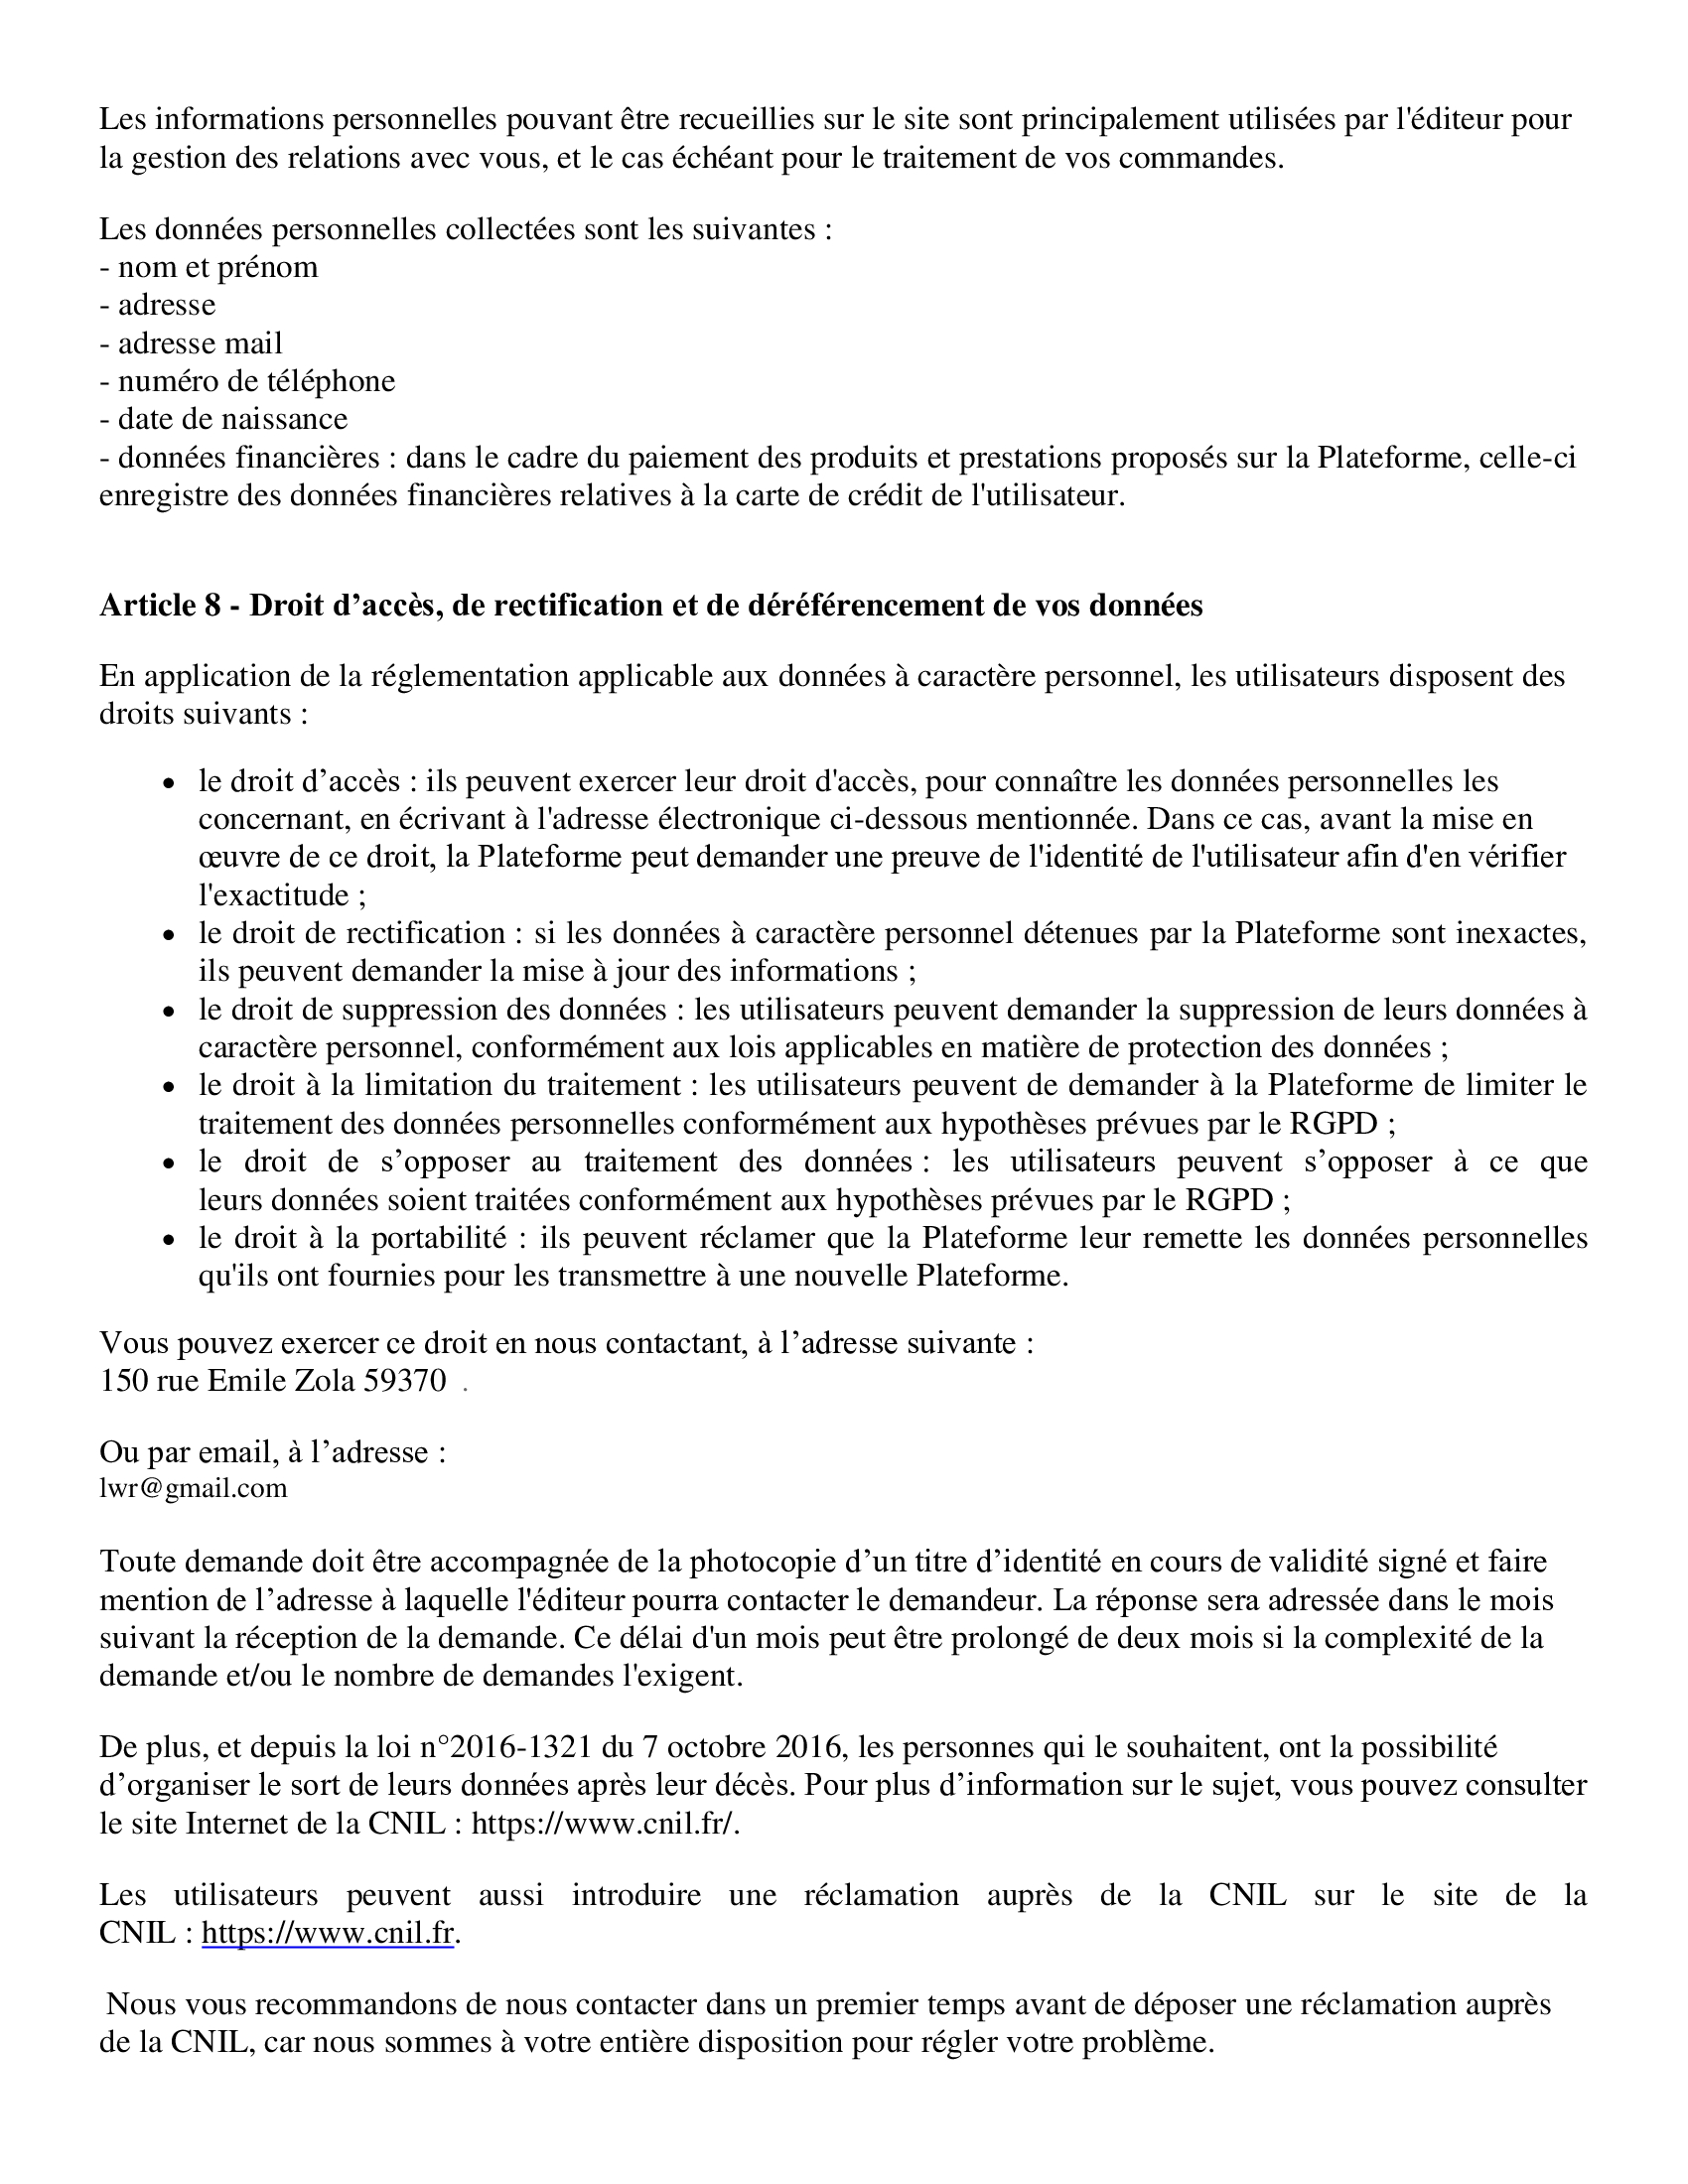 Les informations personnelles pouvant être recueillies sur le site sont principalement utilisées par l'éditeur pour
la gestion des relations avec vous, et le cas échéant pour le traitement de vos commandes.
Les données personnelles collectées sont les suivantes :
- nom et prénom
- adresse
- adresse mail
- numéro de téléphone
- date de naissance
- données financières : dans le cadre du paiement des produits et prestations proposés sur la Plateforme, celle-ci
enregistre des données financières relatives à la carte de crédit de l'utilisateur.
Article 8 - Droit d’accès, de rectification et de déréférencement de vos données
En application de la réglementation applicable aux données à caractère personnel, les utilisateurs disposent des
droits suivants :
• le droit d’accès : ils peuvent exercer leur droit d'accès, pour connaître les données personnelles les
concernant, en écrivant à l'adresse électronique ci-dessous mentionnée. Dans ce cas, avant la mise en
œuvre de ce droit, la Plateforme peut demander une preuve de l'identité de l'utilisateur afin d'en vérifier
l'exactitude ;
• le droit de rectification : si les données à caractère personnel détenues par la Plateforme sont inexactes,
ils peuvent demander la mise à jour des informations ;
• le droit de suppression des données : les utilisateurs peuvent demander la suppression de leurs données à
caractère personnel, conformément aux lois applicables en matière de protection des données ;
• le droit à la limitation du traitement : les utilisateurs peuvent de demander à la Plateforme de limiter le
traitement des données personnelles conformément aux hypothèses prévues par le RGPD ;
• le droit de s’opposer au traitement des données : les utilisateurs peuvent s’opposer à ce que
leurs données soient traitées conformément aux hypothèses prévues par le RGPD ;
• le droit à la portabilité : ils peuvent réclamer que la Plateforme leur remette les données personnelles
qu'ils ont fournies pour les transmettre à une nouvelle Plateforme.
Vous pouvez exercer ce droit en nous contactant, à l’adresse suivante :
150 rue Emile Zola 59370 .
Ou par email, à l’adresse :
lwr@gmail.com
Toute demande doit être accompagnée de la photocopie d’un titre d’identité en cours de validité signé et faire
mention de l’adresse à laquelle l'éditeur pourra contacter le demandeur. La réponse sera adressée dans le mois
suivant la réception de la demande. Ce délai d'un mois peut être prolongé de deux mois si la complexité de la
demande et/ou le nombre de demandes l'exigent.
De plus, et depuis la loi n°2016-1321 du 7 octobre 2016, les personnes qui le souhaitent, ont la possibilité
d’organiser le sort de leurs données après leur décès. Pour plus d’information sur le sujet, vous pouvez consulter
le site Internet de la CNIL : https://www.cnil.fr/.
Les utilisateurs peuvent aussi introduire une réclamation auprès de la CNIL sur le site de la
CNIL : https://www.cnil.fr.
Nous vous recommandons de nous contacter dans un premier temps avant de déposer une réclamation auprès
de la CNIL, car nous sommes à votre entière disposition pour régler votre problème.